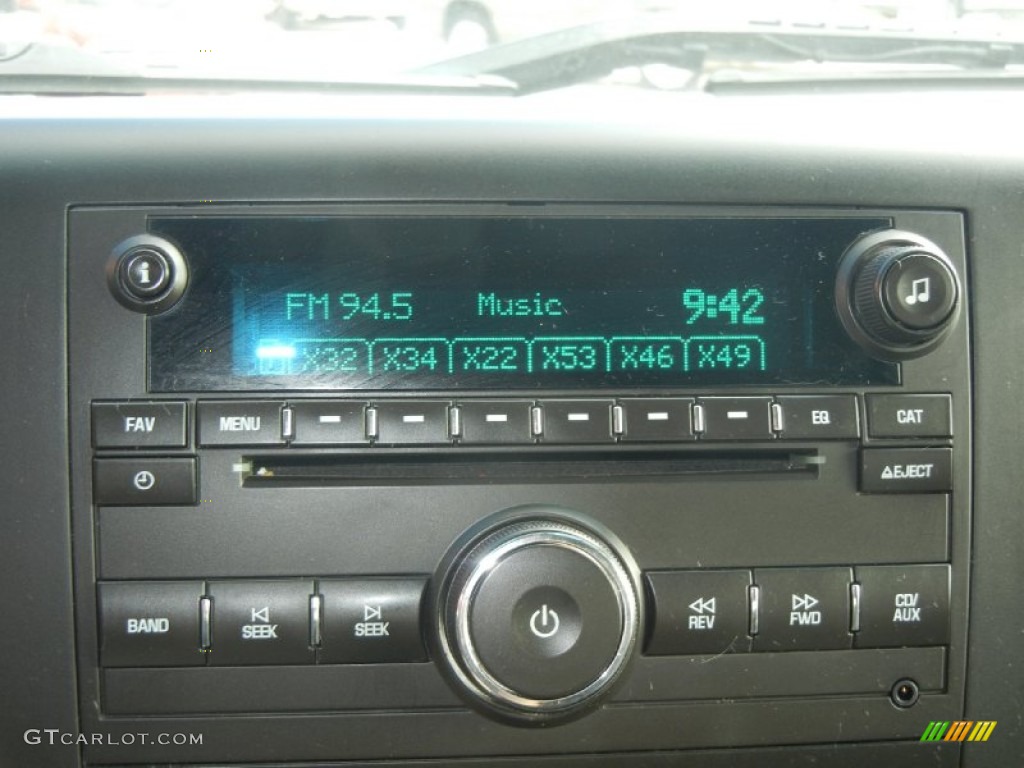 FM 94.5 Music 9:42
X32 X34 X22 X53 X46 X49
FAV MENU EQ CAT
EJECT
BAND SEEK SEEK REV FWD CD/
AUX
GTCARLOT.COM